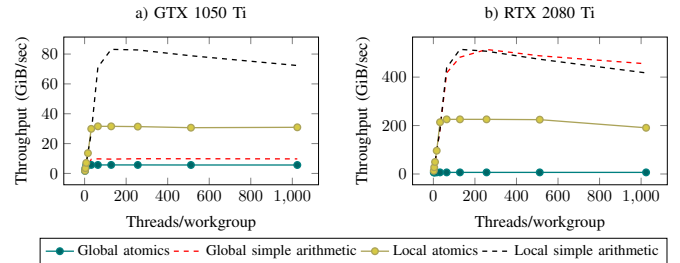 a) GTX 1050 Ti
b) RTX 2080 Ti
Throughput (GiB/sec)
80
60
40
20
0
0 200 400 600 800 1,000
Threads/workgroup
Throughput (GiB/sec)
400
200
0
0 200 400 600 800 1,000
Threads/workgroup
Global atomics Global simple arithmetic Local atomics Local simple arithmetic